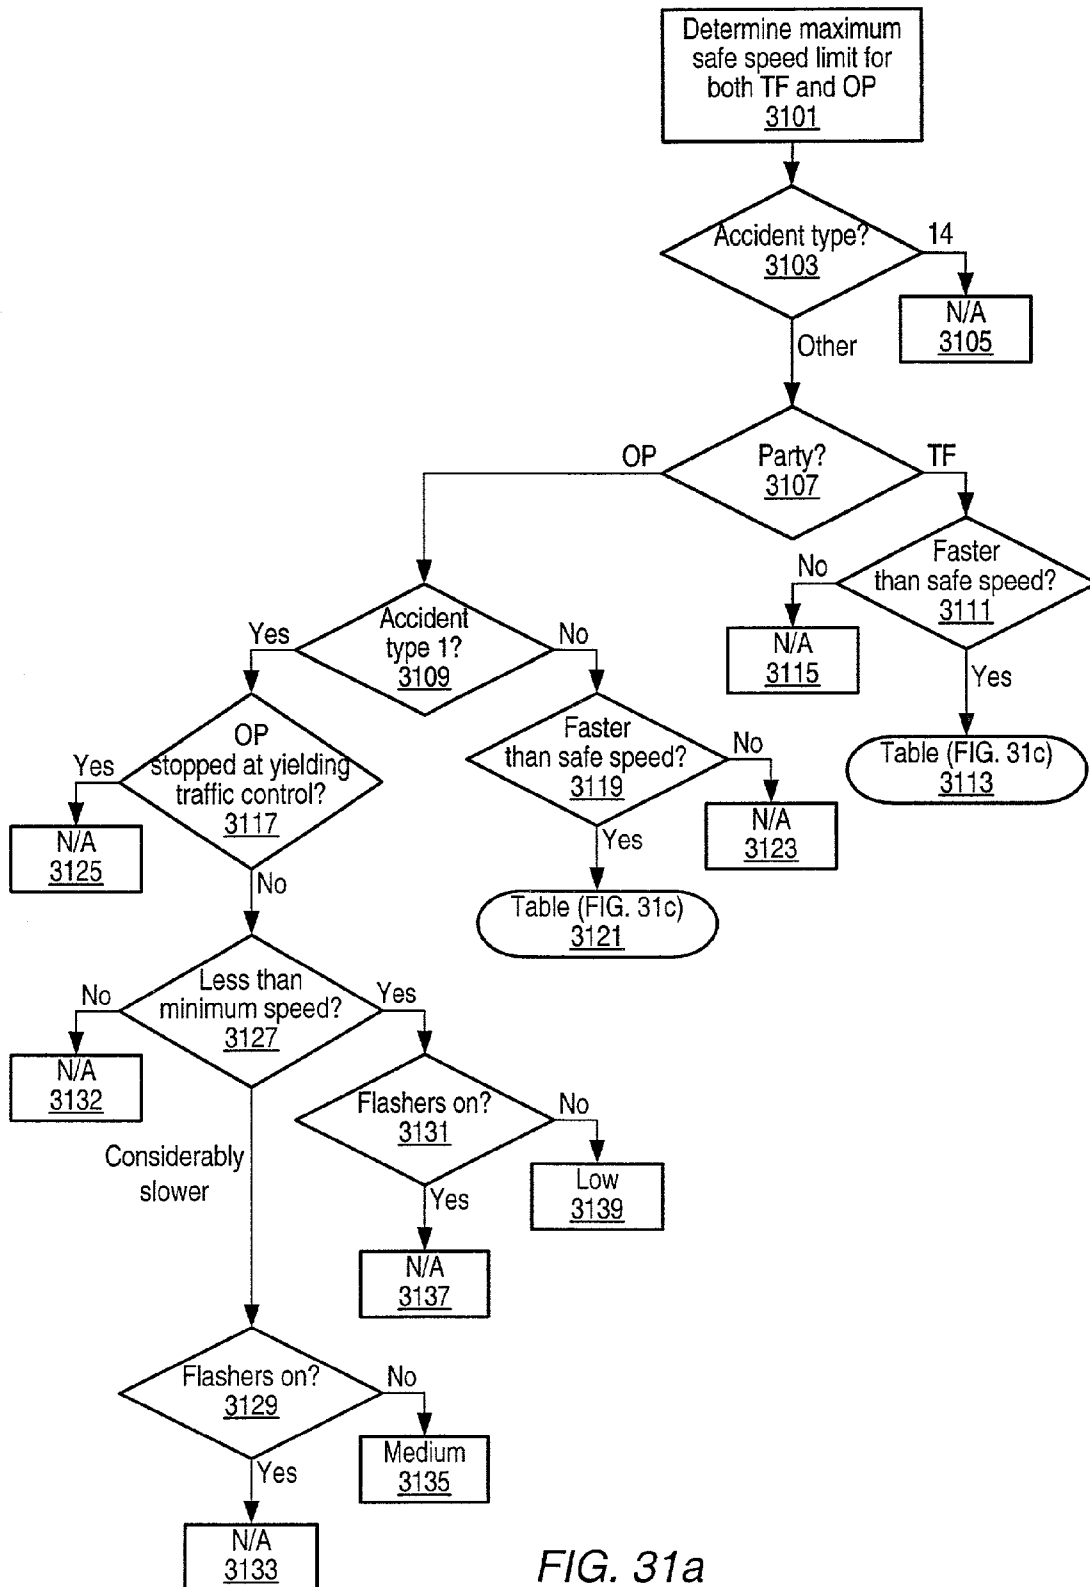 Determine maximum
safe speed limit for
both TF and OP
3101
Accident type?
3103
14
N/A
3105
Other
Party?
3107
OP
TF
Faster
than safe speed?
3111
No
N/A
3115
Yes
Table (FIG. 31c)
3113
Accident
type 1?
3109
Yes
No
OP
stopped at yielding
traffic control?
3117
Yes
N/A
3125
No
Faster
than safe speed?
3119
No
N/A
3123
Yes
Table (FIG. 31c)
3121
Less than
minimum speed?
3127
No
N/A
3132
Yes
Flashers on?
3131
No
Low
3139
Yes
N/A
3137
Considerably
slower
Flashers on?
3129
No
Medium
3135
Yes
N/A
3133
FIG. 31a